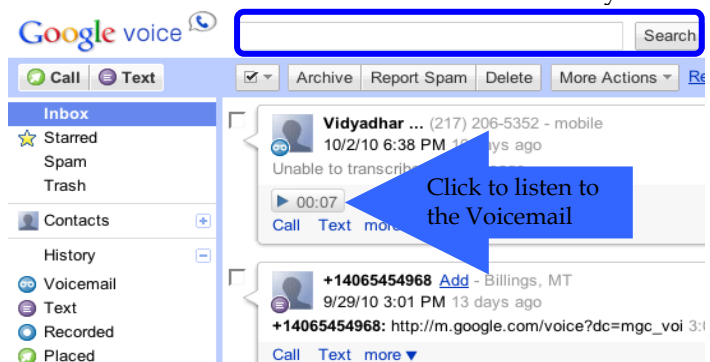 Google voice
Search
Call Text
Archive Report Spam Delete More Actions
Inbox
Starred
Spam
Trash
Contacts
History
Voicemail
Text
Recorded
Placed
Vidyadhar ... (217) 206-5352 - mobile
10/2/10 6:38 PM ays ago
Unable to
00:07
Call Text
Click to listen to
the Voicemail
+14065454968 Add - Billings, MT
9/29/10 3:01 PM 13 days ago
+14065454968: http://m.google.com/voice?dc=mgc_voi
Call Text more